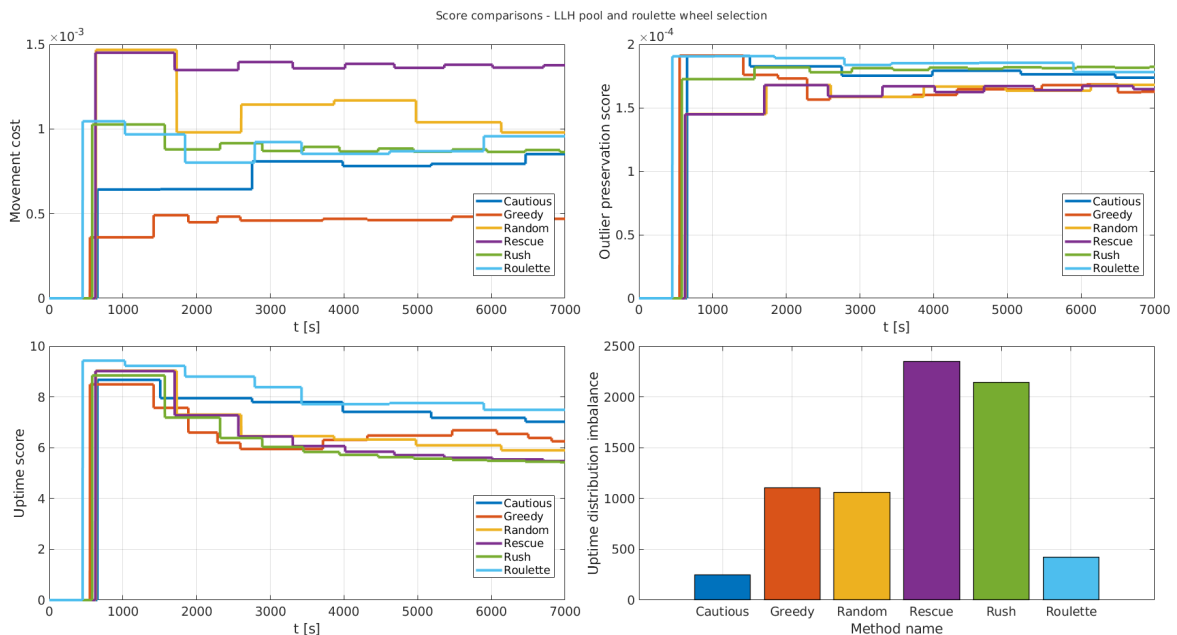 Score comparisons - LLH pool and roulette wheel selection
×10⁻³
1.5
1
0.5
0
Movement cost
0 1000 2000 3000 4000 5000 6000 7000
t [s]
Cautious
Greedy
Random
Rescue
Rush
Roulette
×10⁻⁴
2
1.5
1
0.5
0
Outlier preservation score
0 1000 2000 3000 4000 5000 6000 7000
t [s]
Cautious
Greedy
Random
Rescue
Rush
Roulette
10
8
6
4
2
0
Uptime score
0 1000 2000 3000 4000 5000 6000 7000
t [s]
Cautious
Greedy
Random
Rescue
Rush
Roulette
2500
2000
1500
1000
500
0
Uptime distribution imbalance
Cautious Greedy Random Rescue Rush Roulette
Method name